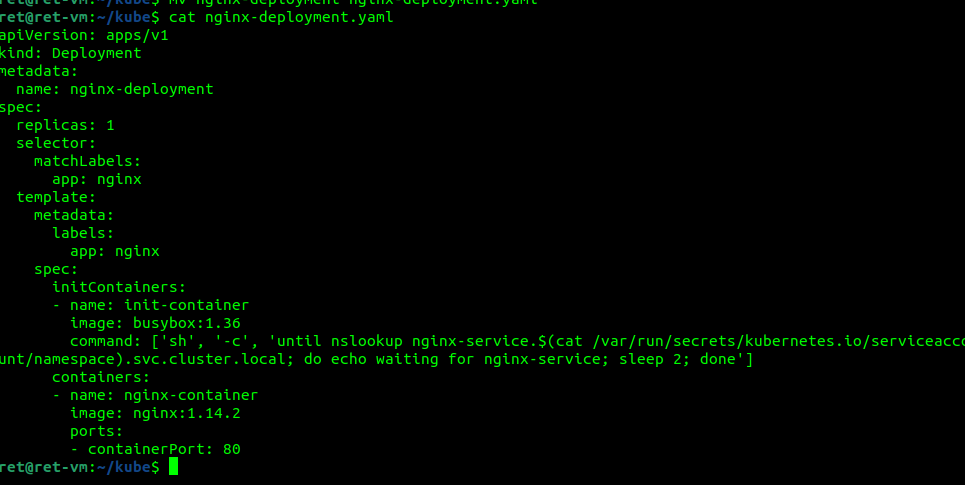 ret@ret-vm:~/kube$ mv nginx-deployment nginx-deployment.yaml
ret@ret-vm:~/kube$ cat nginx-deployment.yaml
apiVersion: apps/v1
kind: Deployment
metadata:
  name: nginx-deployment
spec:
  replicas: 1
  selector:
    matchLabels:
      app: nginx
  template:
    metadata:
      labels:
        app: nginx
    spec:
      initContainers:
      - name: init-container
        image: busybox:1.36
        command: ['sh', '-c', 'until nslookup nginx-service.$(cat /var/run/secrets/kubernetes.io/serviceacco
unt/namespace).svc.cluster.local; do echo waiting for nginx-service; sleep 2; done']
      containers:
      - name: nginx-container
        image: nginx:1.14.2
        ports:
        - containerPort: 80
ret@ret-vm:~/kube$